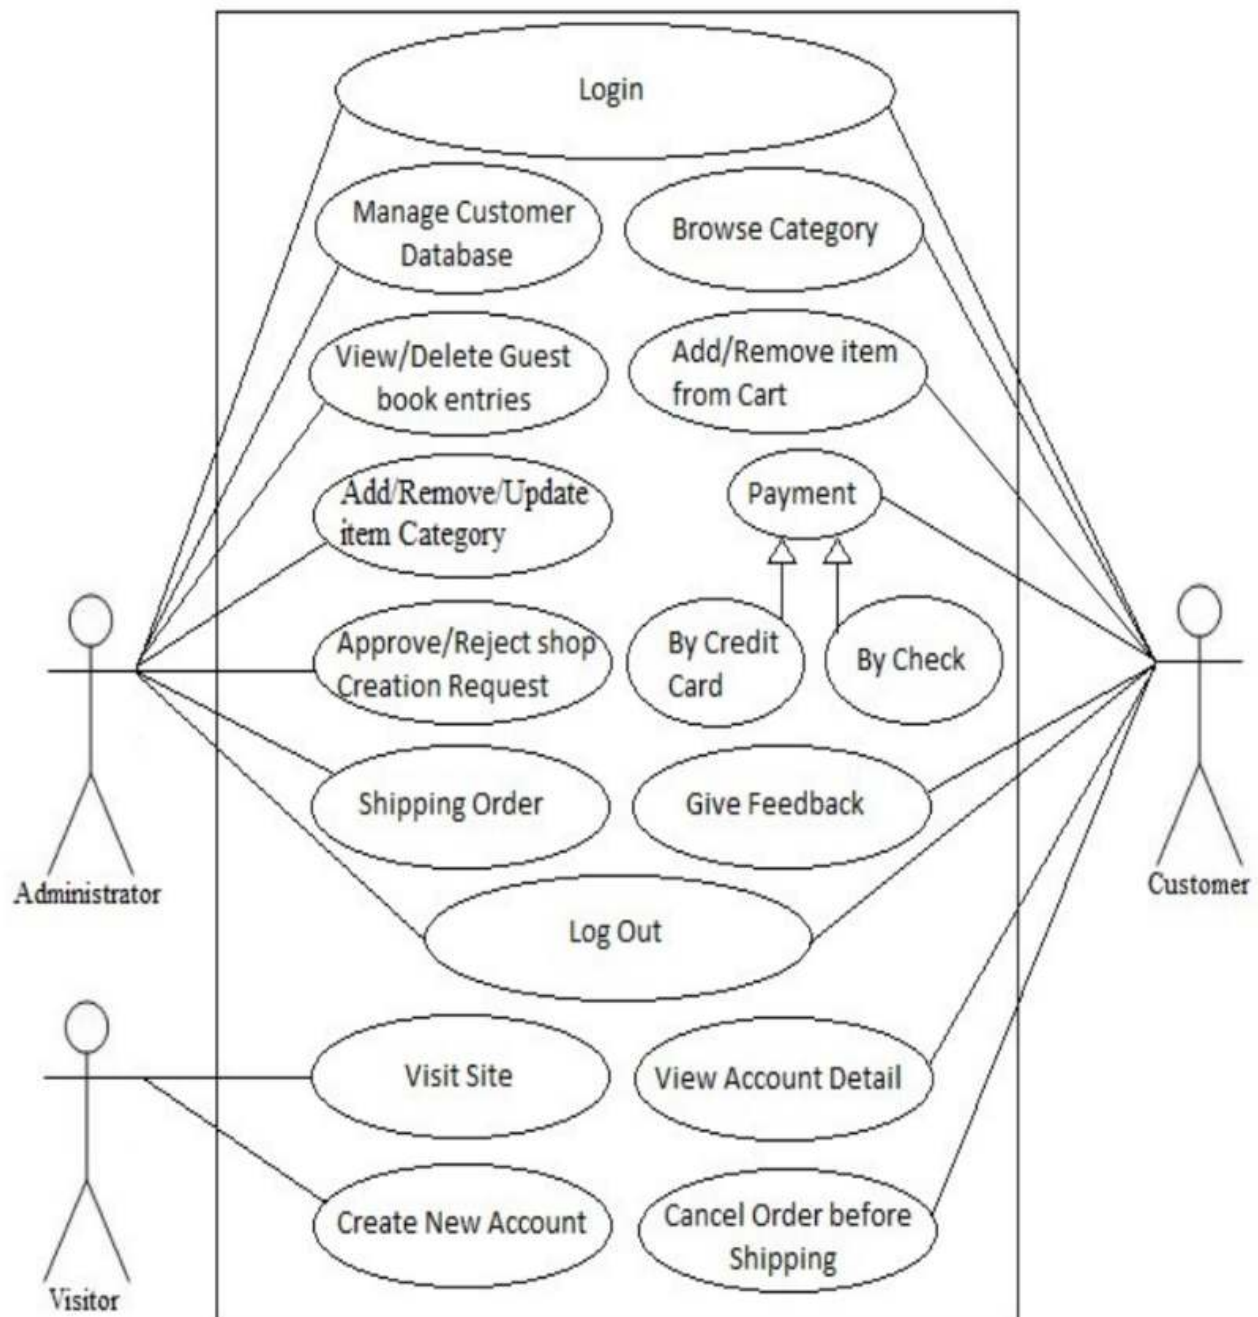 Login
Manage Customer
Database
Browse Category
View/Delete Guest
book entries
Add/Remove item
from Cart
Add/Remove/Update
item Category
Payment
Approve/Reject shop
Creation Request
By Credit
Card
By Check
Shipping Order
Give Feedback
Administrator
Customer
Log Out
Visit Site
View Account Detail
Create New Account
Cancel Order before
Shipping
Visitor